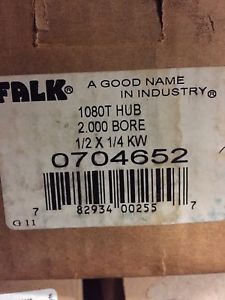 FALK® A GOOD NAME
IN INDUSTRY®
1080T HUB
2.000 BORE
1/2 X 1/4 KW
0704652
7 82934 00255 7
G11